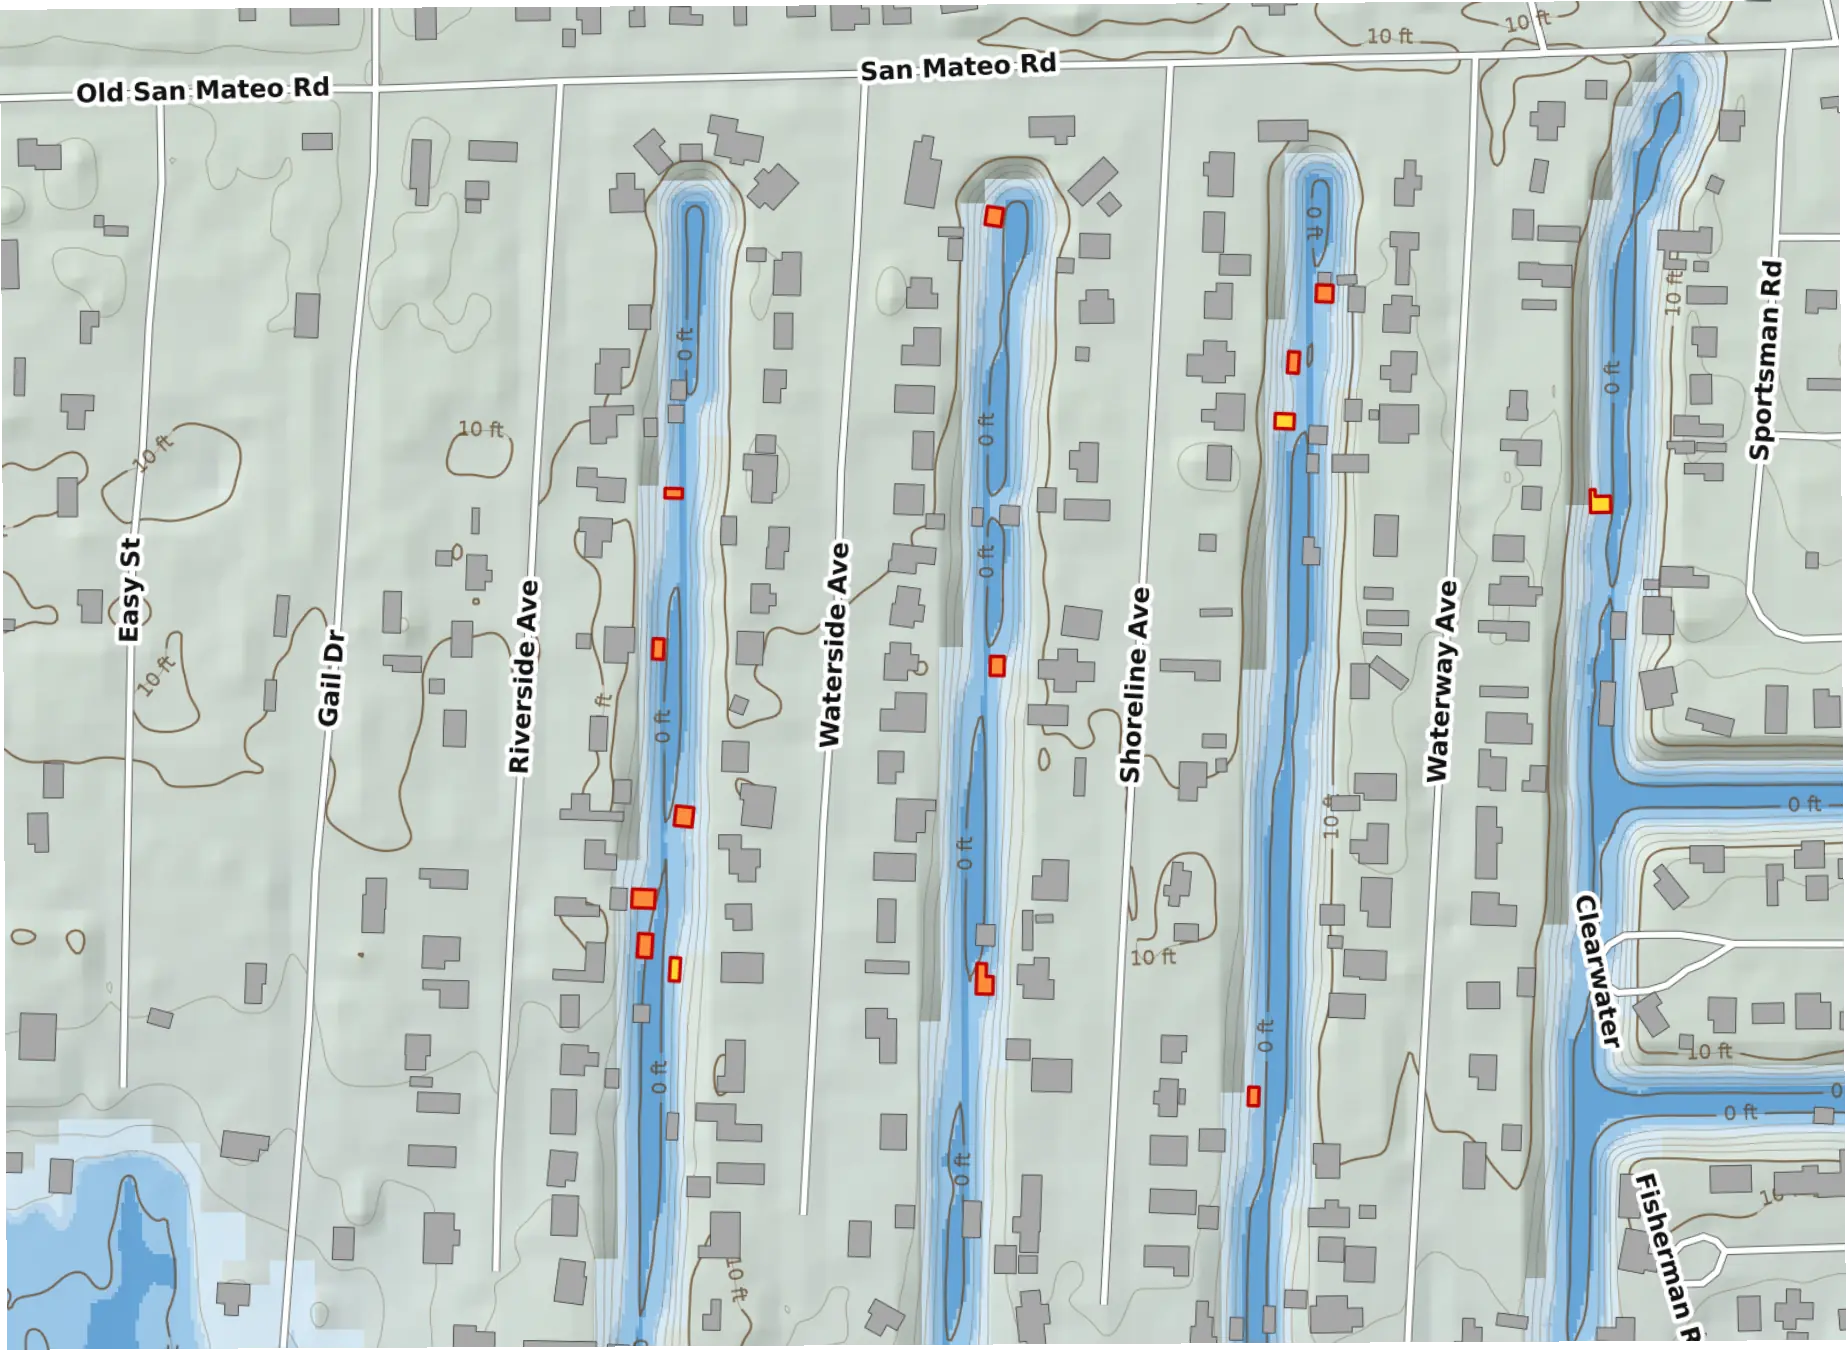 10 ft
10 ft
San Mateo Rd
Old San Mateo Rd
0 ft
10 ft
Sportsman Rd
0 ft
0 ft
0 ft
10 ft
10 ft
0 ft
Easy St
10 ft
Gail Dr
Riverside Ave
ft
0 ft
Waterside Ave
Shoreline Ave
Waterway Ave
10 ft
0 ft
0 ft
10 ft
Clearwater
0 ft
0 ft
10 ft
0
0 ft
0 ft
10 ft
Fisherman R